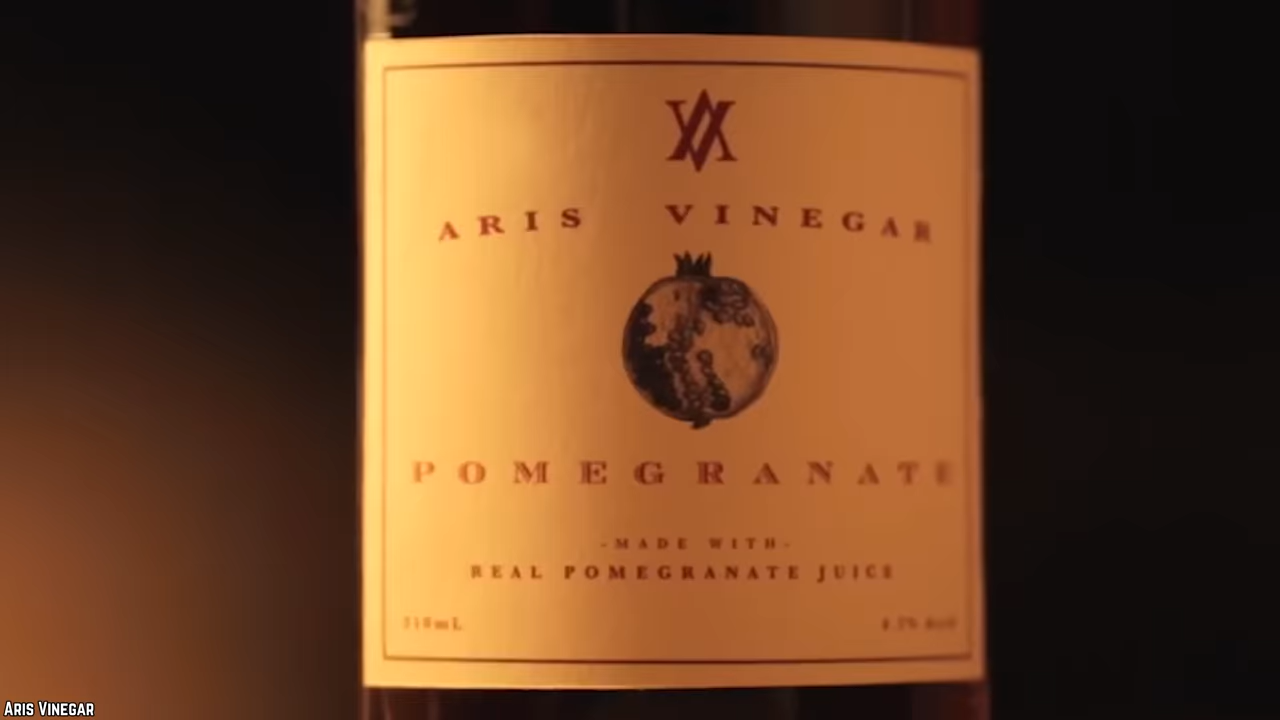 ARIS VINEGAR
POMEGRANATE
-MADE WITH-
REAL POMEGRANATE JUICE
Aris Vinegar